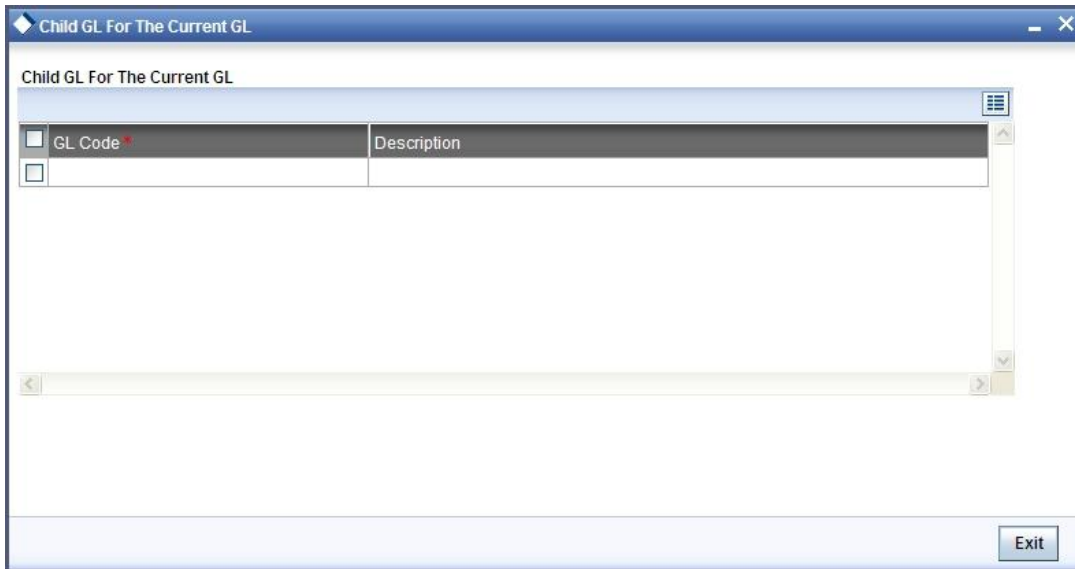 Child GL For The Current GL
Child GL For The Current GL
GL Code* Description
Exit